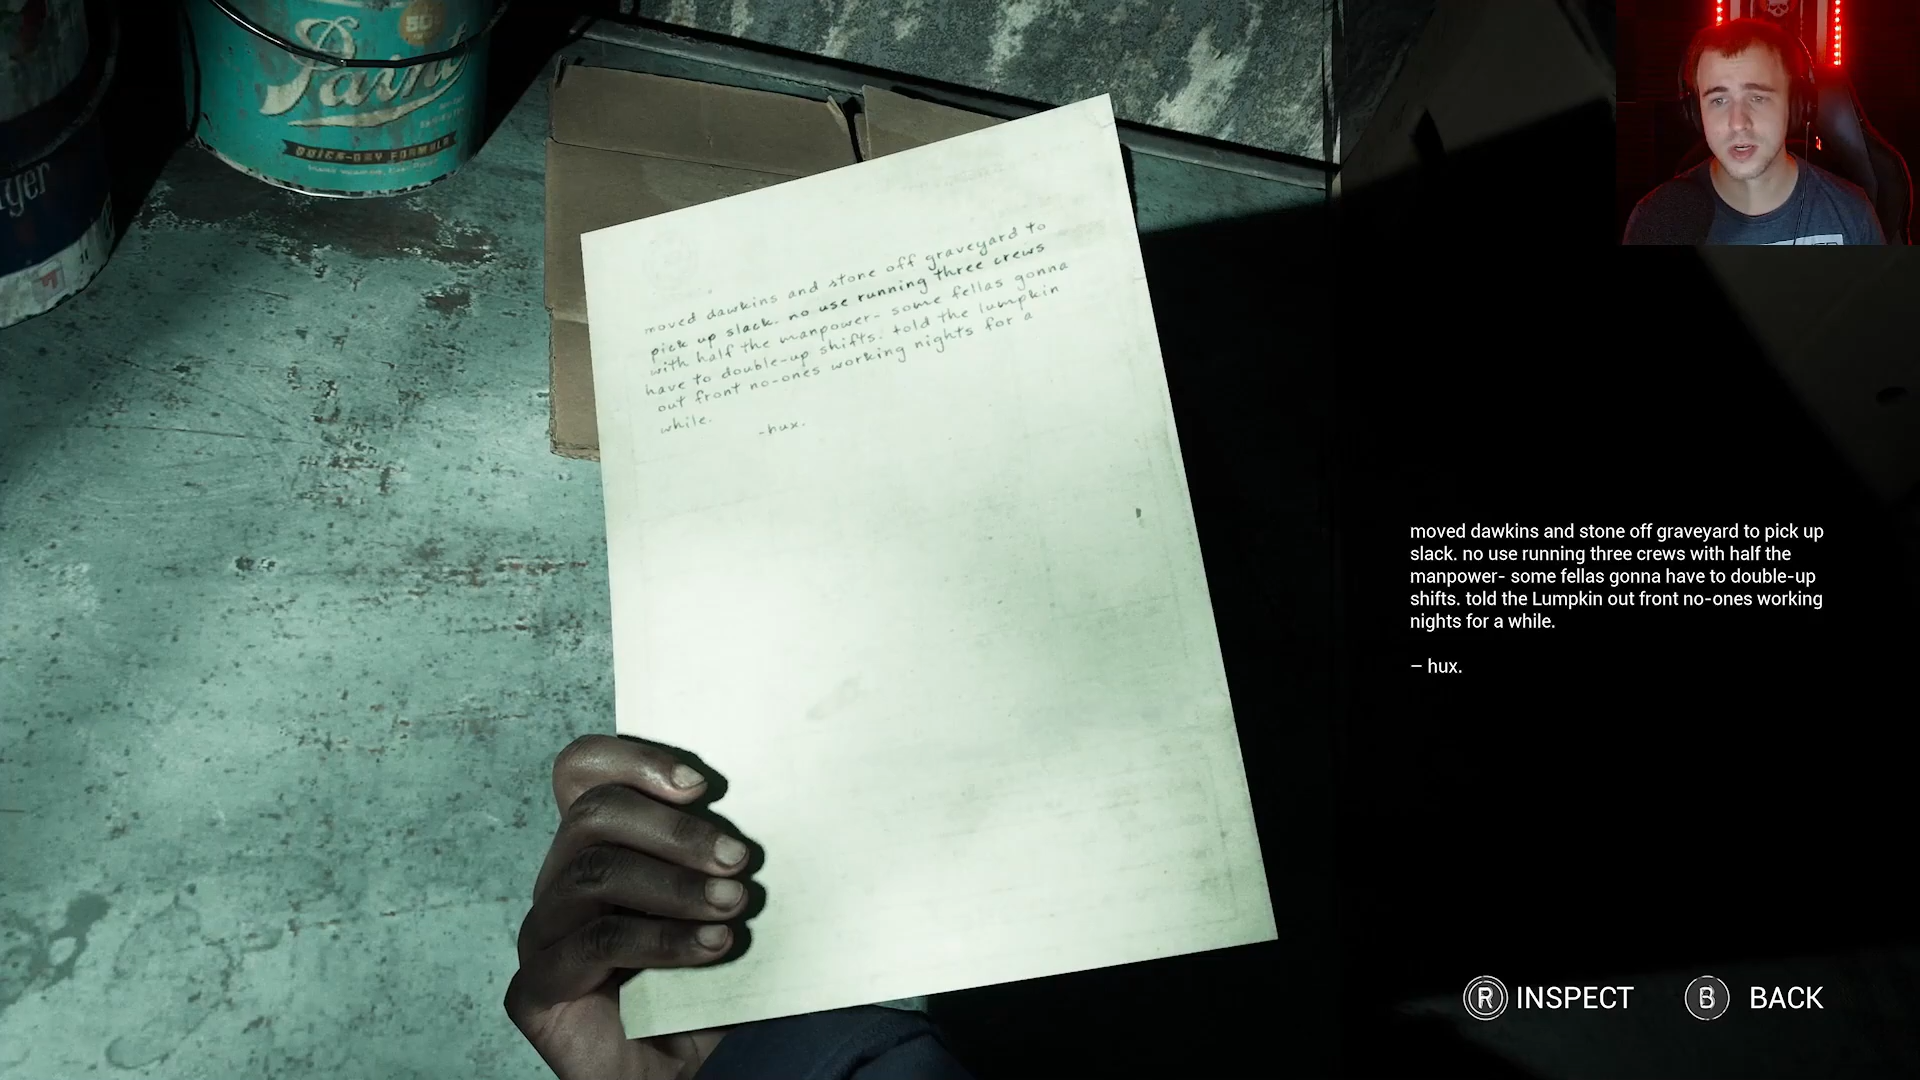 Paint
50
QUICK-DRY FORMULA
moved dawkins and stone off graveyard to
pick up slack. no use running three crews
with half the manpower- some fellas gonna
have to double-up shifts. told the lumpkin
out front no-ones working nights for a
while.
-hux.
moved dawkins and stone off graveyard to pick up
slack. no use running three crews with half the
manpower- some fellas gonna have to double-up
shifts. told the Lumpkin out front no-ones working
nights for a while.
– hux.
R INSPECT
B BACK